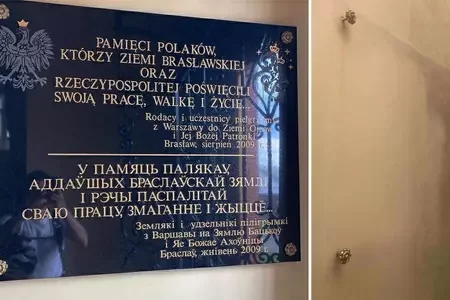 PAMIĘCI POLAKÓW,
KTÓRZY ZIEMI BRASŁAWSKIEJ
ORAZ
RZECZYPOSPOLITEJ POŚWIĘCILI
SWOJĄ PRACĘ, WALKĘ I ŻYCIE...
Rodacy i uczestnicy pielgrzymki
z Warszawy do Ziemi Ojców
i Jej Bożej Patronki
Brasław, sierpień 2009 r.
У ПАМЯЦЬ ПАЛЯКАУ,
АДДАЎШЫХ БРАСЛАЎСКАЙ ЗЯМЛІ
І РЭЧЫ ПАСПАЛІТАЙ
СВАЮ ПРАЦУ, ЗМАГАННЕ І ЖЫЦЦЁ...
Землякі і удзельнікі пілігрымкі
з Варшавы на Зямлю Бацькоў
і Яе Божае Ахоўніцы
Браслаў, жнівень 2009 г.